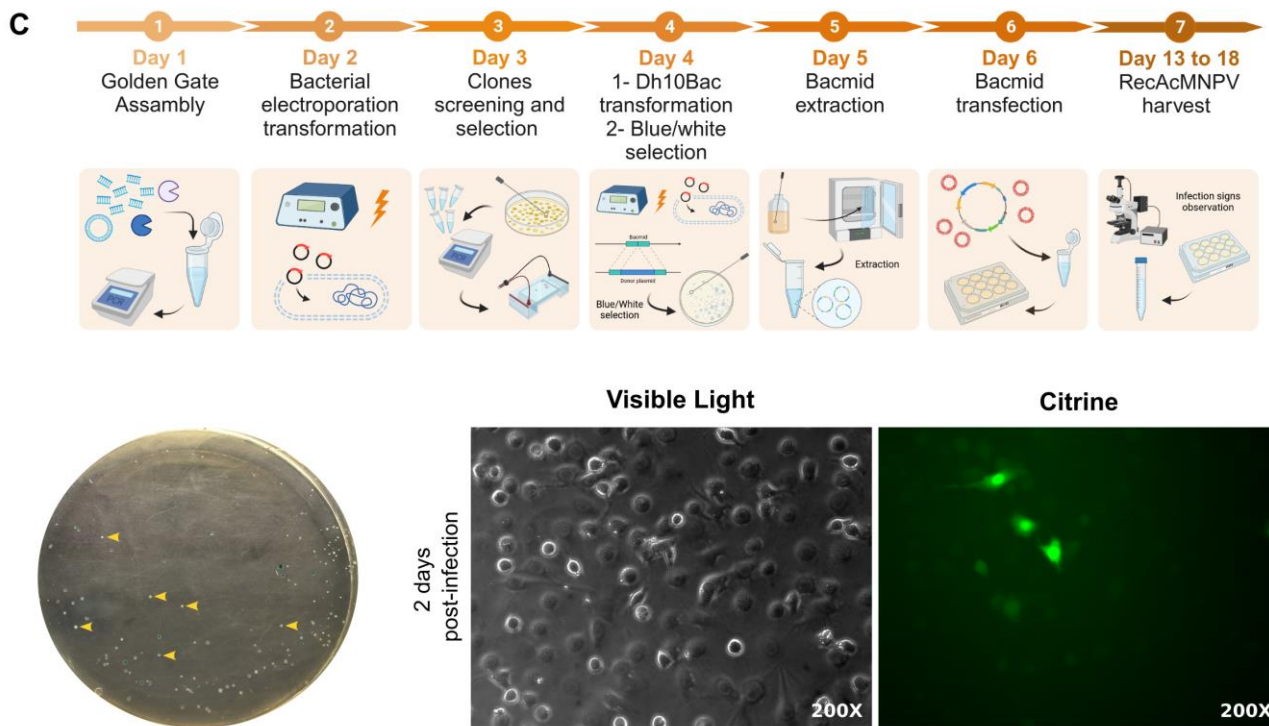 C
1
2
3
4
5
6
7
Day 1
Golden Gate
Assambly
Day 2
Bacterial
electroporation
transformation
Day 3
Clones
screening and
selection
Day 4
1- Dh10Bac
transformation
2- Blue/white
selection
Day 5
Bacmid
extraction
Day 6
Bacmid
transfection
Day 13 to 18
RecAcMNPV
harvest
PCR
PCR
Bacmid
Donor plasmid
Blue/White
selection
Extraction
Infection signs
observation
Visible Light
Citrine
2 days
post-infection
200X
200X